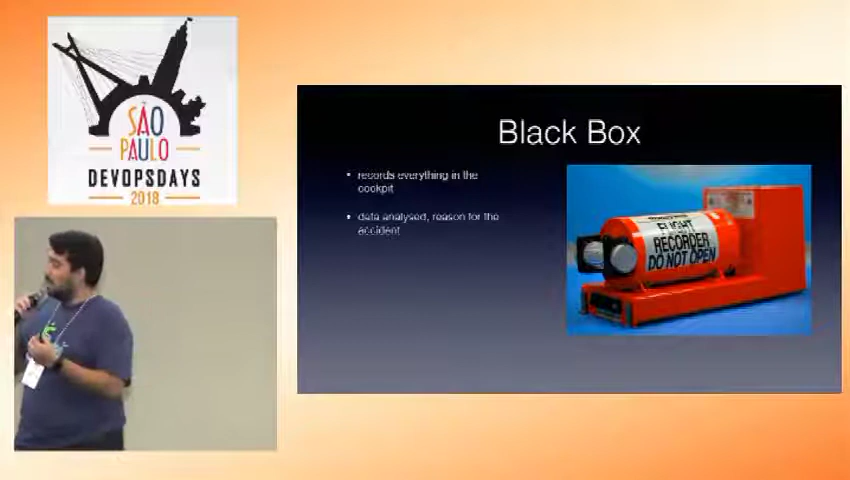 SÃO
PAULO
DEVOPSDAYS
2018
Black Box
• records everything in the
cockpit
• data analysed, reason for the
accident
FLIGHT
RECORDER
DO NOT OPEN